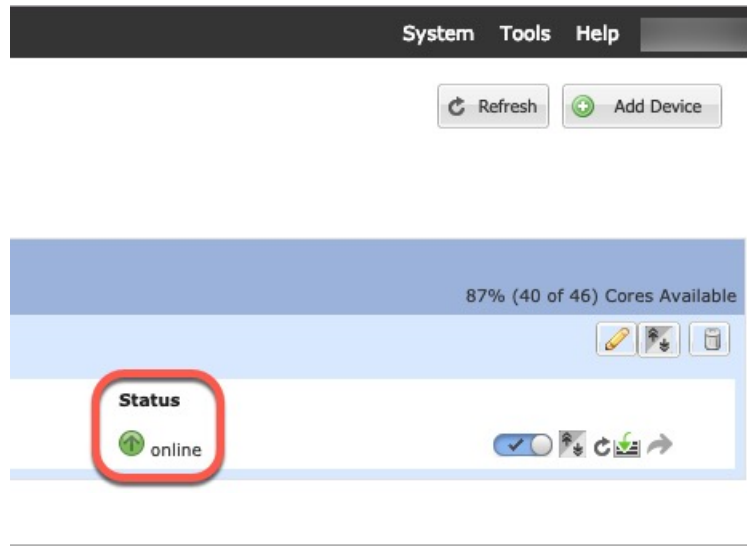 System Tools Help
Refresh Add Device
87% (40 of 46) Cores Available
Status
online